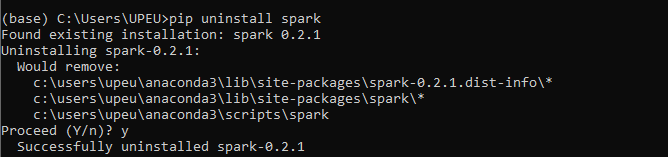 (base) C:\Users\UPEU>pip uninstall spark
Found existing installation: spark 0.2.1
Uninstalling spark-0.2.1:
  Would remove:
    c:\users\upeu\anaconda3\lib\site-packages\spark-0.2.1.dist-info\*
    c:\users\upeu\anaconda3\lib\site-packages\spark\*
    c:\users\upeu\anaconda3\scripts\spark
Proceed (Y/n)? y
  Successfully uninstalled spark-0.2.1